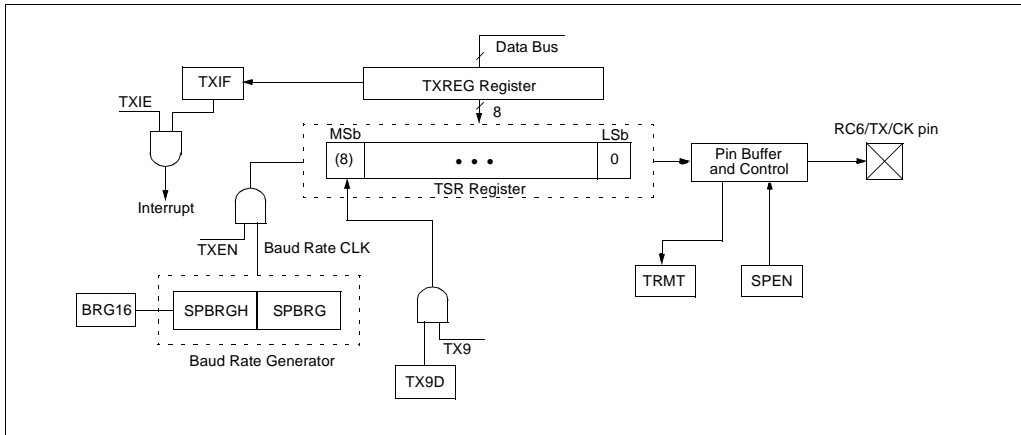 Data Bus
TXIF
TXREG Register
TXIE
8
MSb
LSb
RC6/TX/CK pin
(8)
• • •
0
Pin Buffer
and Control
TSR Register
Interrupt
TXEN
Baud Rate CLK
TRMT
SPEN
BRG16
SPBRGH
SPBRG
TX9
Baud Rate Generator
TX9D